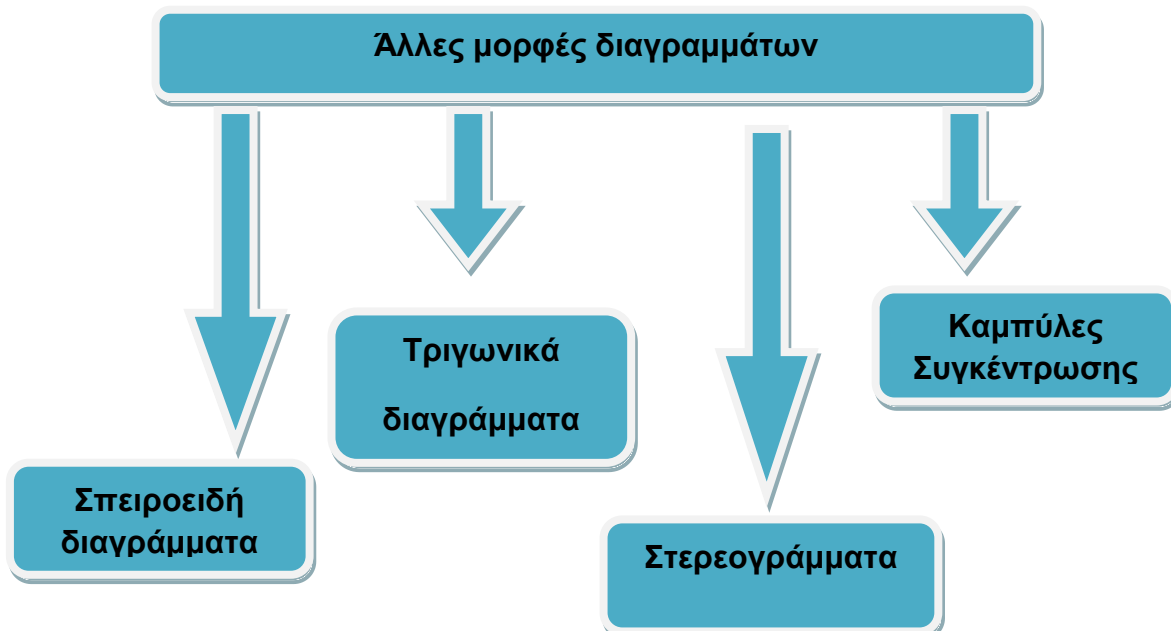 Άλλες μορφές διαγραμμάτων
Σπειροειδή
διαγράμματα
Τριγωνικά
διαγράμματα
Στερεογράμματα
Καμπύλες
Συγκέντρωσης